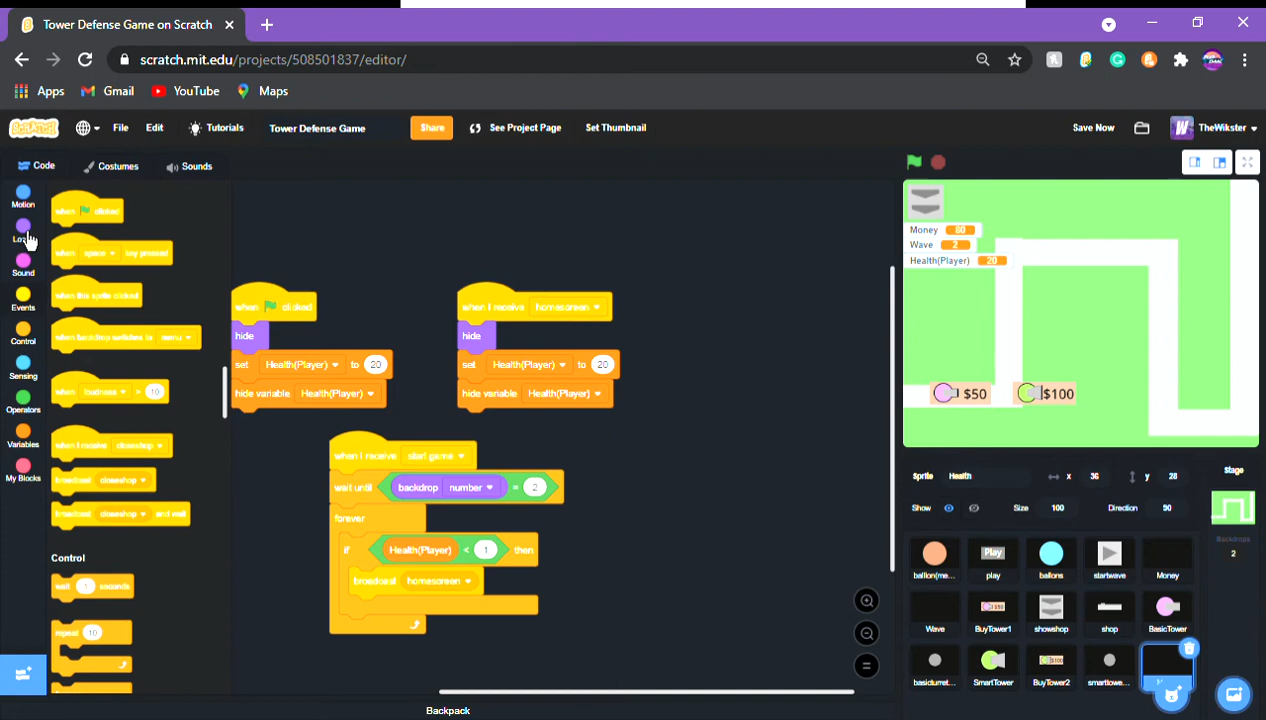 Tower Defense Game on Scratch
scratch.mit.edu/projects/508501837/editor/
Apps Gmail YouTube Maps
SCRATCH File Edit Tutorials Tower Defense Game Share See Project Page Set Thumbnail Save Now TheWikster
Code Costumes Sounds
Motion
Sound
Events
Control
Sensing
Operators
Variables
My Blocks
when clicked
when space key pressed
when this sprite clicked
when backdrop switches to menu
when loudness > 10
when I receive closeshop
broadcast closeshop
broadcast closeshop and wait
Control
wait 1 seconds
repeat 10
when clicked
hide
set Health(Player) to 20
hide variable Health(Player)
when I receive homescreen
hide
set Health(Player) to 20
hide variable Health(Player)
when I receive start game
wait until backdrop number = 2
forever
if Health(Player) < 1 then
broadcast homescreen
Money 80
Wave 2
Health(Player) 20
$50 $100
Sprite Health x 36 y 28
Show Size 100 Direction 90
Stage
Backdrops
2
ballion(me... play ballons startwave Money
Wave BuyTower1 showshop shop BasicTower
basicturret... SmartTower BuyTower2 smarttowe...
Backpack